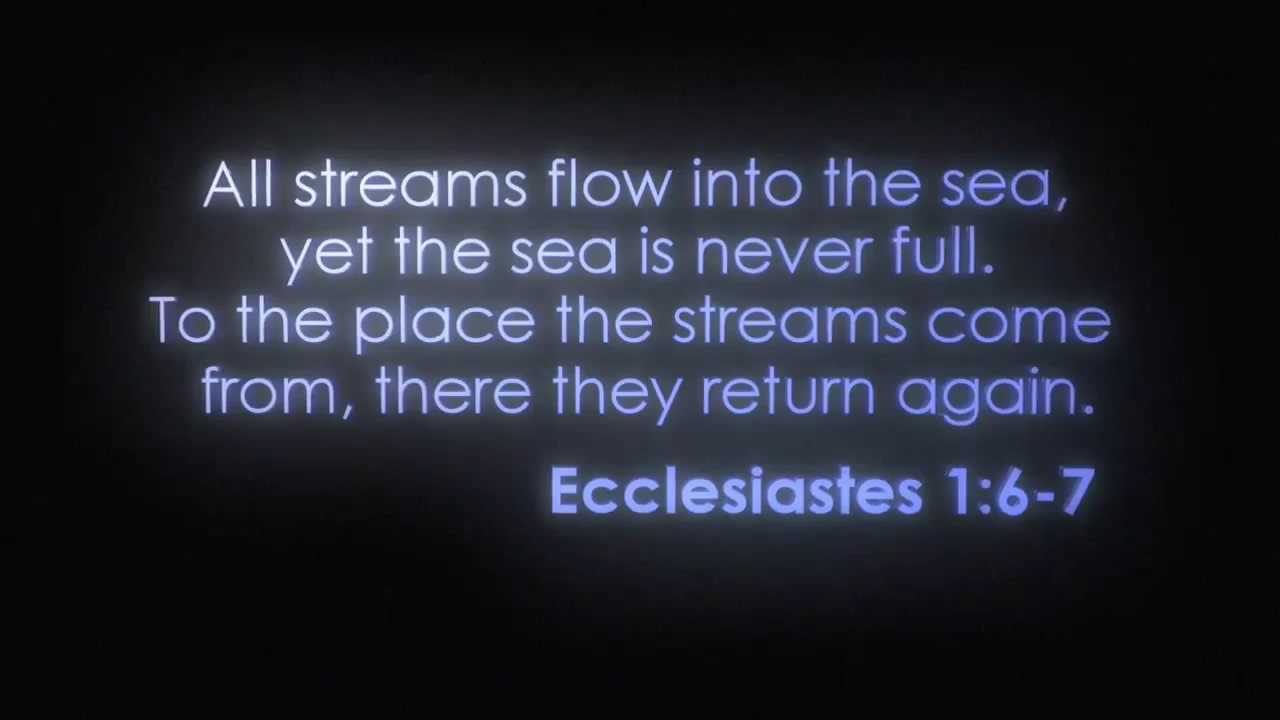 All streams flow into the sea,
yet the sea is never full.
To the place the streams come
from, there they return again.
Ecclesiastes 1:6-7